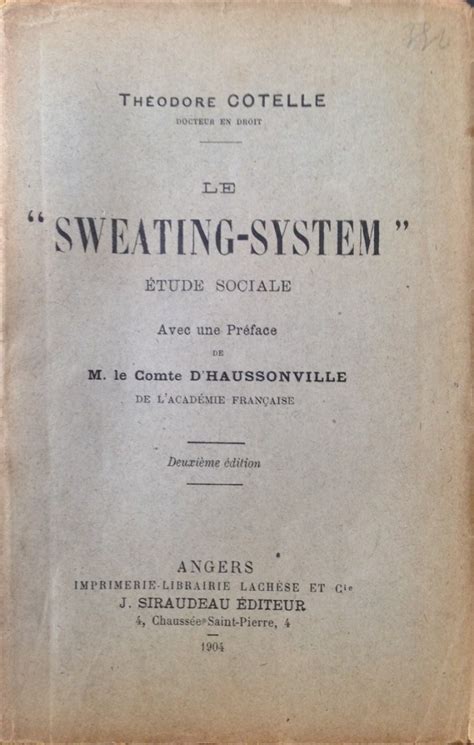 THÉODORE COTELLE
DOCTEUR EN DROIT
LE
“ SWEATING-SYSTEM ”
ÉTUDE SOCIALE
Avec une Préface
DE
M. le Comte D'HAUSSONVILLE
DE L'ACADÉMIE FRANÇAISE
Deuxième édition
ANGERS
IMPRIMERIE-LIBRAIRIE LACHÈSE ET Cie
J. SIRAUDEAU ÉDITEUR
4, Chaussée Saint-Pierre, 4
1904